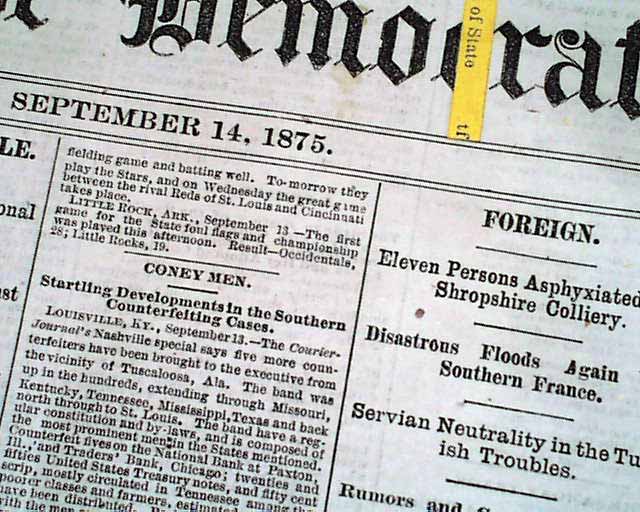 Democrat
of State
tf
SEPTEMBER 14, 1875.
LE.
onal
st
fielding game and batting well. To-morrow they
play the Stars, and on Wednesday the great game
between the rival Reds of St. Louis and Cincinnati
takes place.
LITTLE ROCK, ARK., September 13—The first
game for the State foul flags and championship
was played this afternoon. Result—Occidentals,
28; Little Rocks, 19.
CONEY MEN.
Startling Developments in the Southern
Counterfeiting Cases.
LOUISVILLE, KY., September 13.—The Courier-
Journal's Nashville special says five more coun-
terfeiters have been brought to the executive from
the vicinity of Tuscaloosa, Ala. The band was
up in the hundreds, extending through Missouri,
Kentucky, Tennessee, Mississippi, Texas and back
north through to St. Louis. The band have a reg-
ular constitution and by-laws, and is composed of
the most prominent men in the States mentioned.
Counterfeit fives on the National Bank at Paxton,
Ill., and Traders' Bank, Chicago; twenties and
fifties United States Treasury notes, and fifty cent
scrip, mostly circulated in Tennessee among the
poorer classes and farmers, estimated
have been distributed.
with the men
FOREIGN.
Eleven Persons Asphyxiated
Shropshire Colliery.
Disastrous Floods Again
Southern France.
Servian Neutrality in the Tu
ish Troubles.
Rumors and